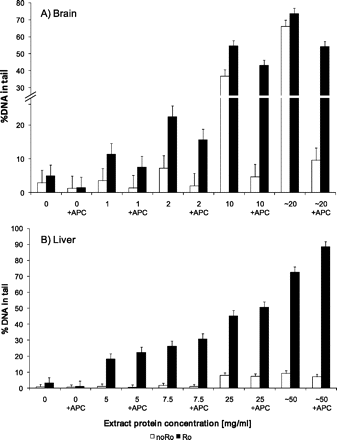 A) Brain
80
70
60
50
40
30
20
10
0
%DNA in tail
0 0 1 1 2 2 10 10 ~20 ~20
+APC +APC +APC +APC +APC
B) Liver
100
90
80
70
60
50
40
30
20
10
0
% DNA in tail
0 0 5 5 7.5 7.5 25 25 ~50 ~50
+APC +APC +APC +APC +APC
Extract protein concentration [mg/ml]
noRo Ro